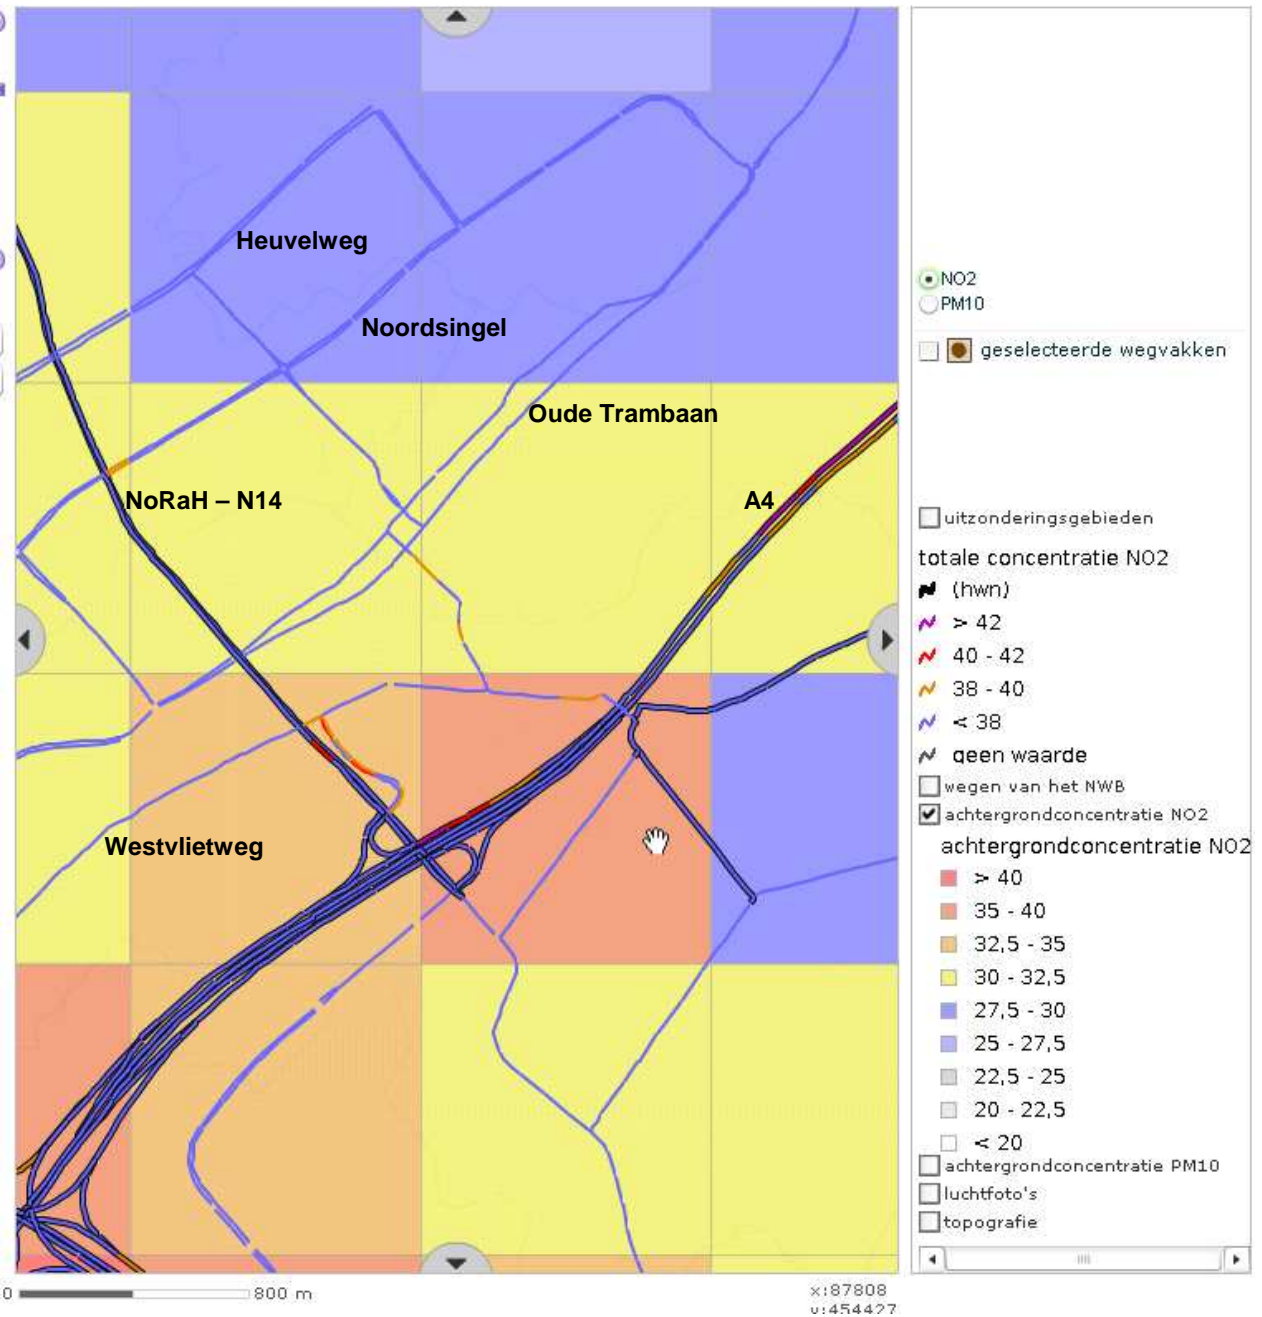 Heuvelweg
Noordsingel
Oude Trambaan
NoRaH – N14
A4
Westvlietweg
0 800 m
x:87808
y:454427
NO2
PM10
geselecteerde wegvakken
uitzonderingsgebieden
totale concentratie NO2
(hwn)
> 42
40 - 42
38 - 40
< 38
geen waarde
wegen van het NWB
achtergrondconcentratie NO2
achtergrondconcentratie NO2
> 40
35 - 40
32,5 - 35
30 - 32,5
27,5 - 30
25 - 27,5
22,5 - 25
20 - 22,5
< 20
achtergrondconcentratie PM10
luchtfoto's
topografie